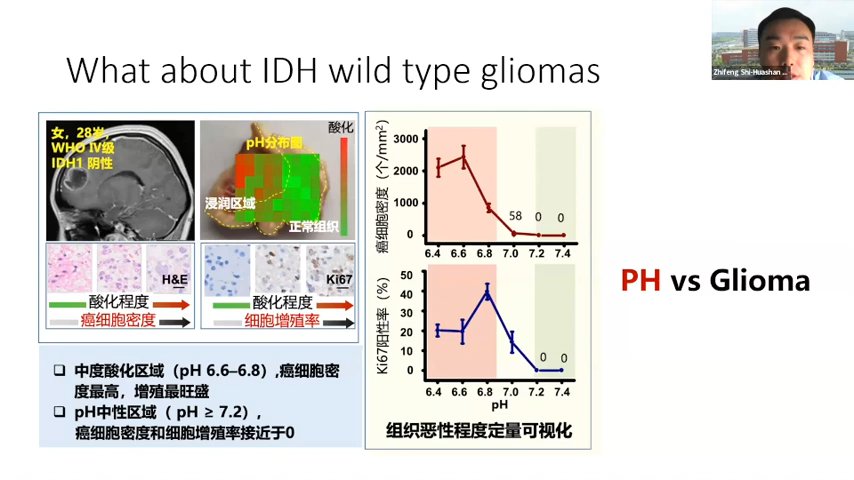 Zhifeng Shi-Huashan ...
What about IDH wild type gliomas
女，28岁，
WHO IV级
IDH1 阴性
pH分布图
酸化
浸润区域
正常组织
H&E
Ki67
酸化程度
癌细胞密度
酸化程度
细胞增殖率
中度酸化区域（pH 6.6–6.8）,癌细胞密
度最高，增殖最旺盛
pH中性区域（ pH ≥ 7.2），
癌细胞密度和细胞增殖率接近于0
癌细胞密度（个/mm²）
3000
2000
1000
0
58
0
0
6.4 6.6 6.8 7.0 7.2 7.4
Ki67阳性率（%）
50
40
30
20
10
0
0
0
6.4 6.6 6.8 7.0 7.2 7.4
pH
组织恶性程度定量可视化
PH vs Glioma